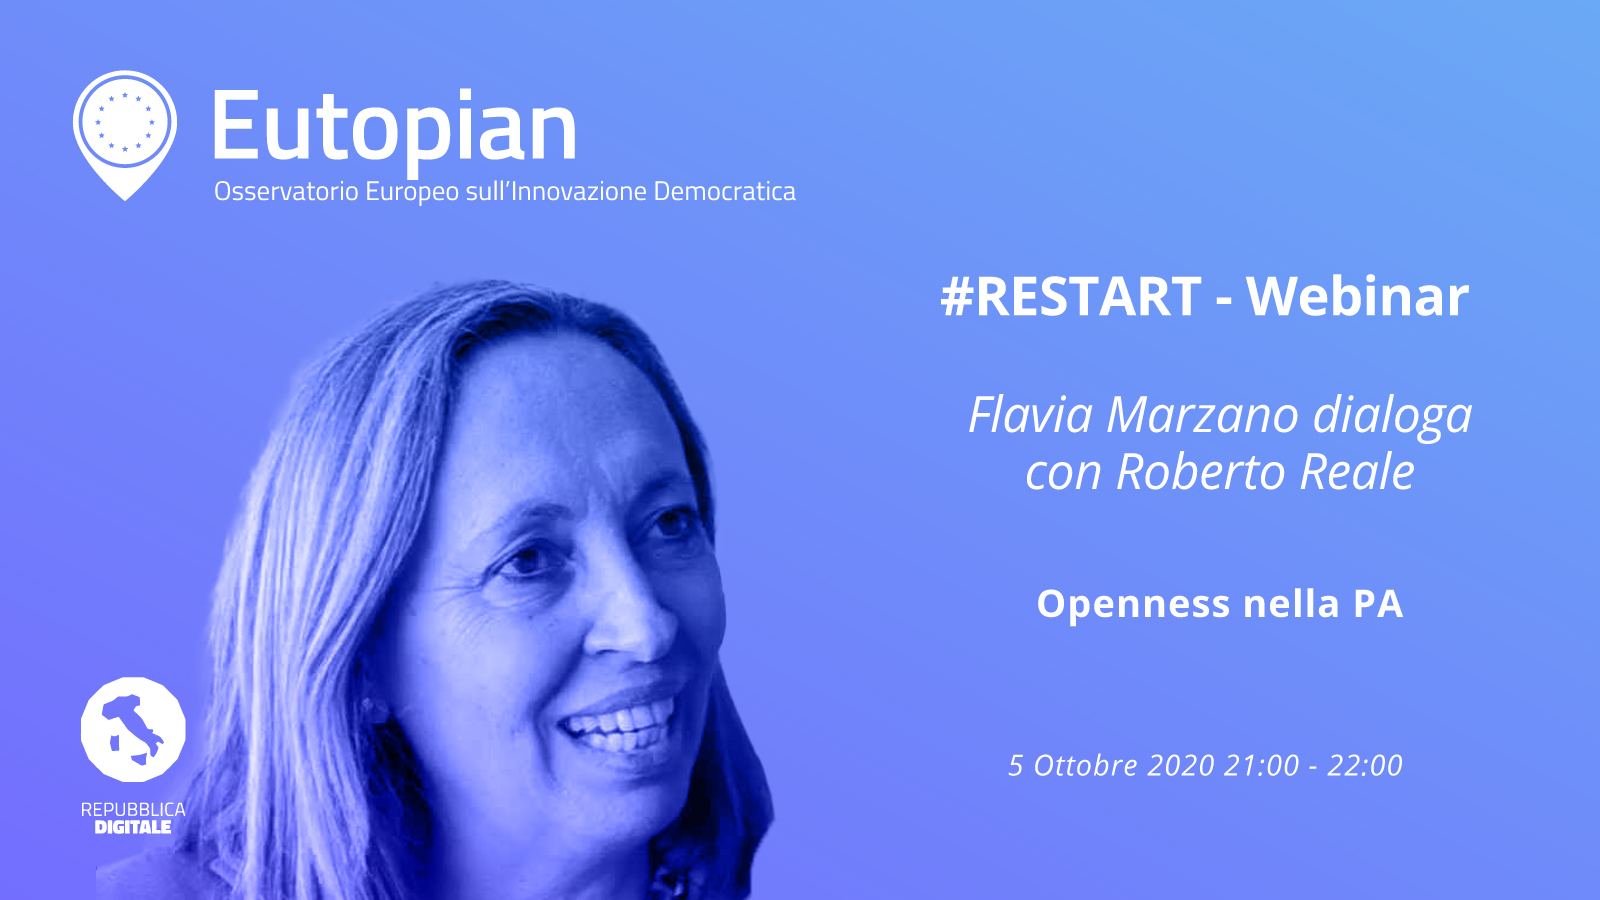 Eutopian
Osservatorio Europeo sull'Innovazione Democratica
#RESTART - Webinar
Flavia Marzano dialoga
con Roberto Reale
Openness nella PA
5 Ottobre 2020 21:00 - 22:00
REPUBBLICA
DIGITALE